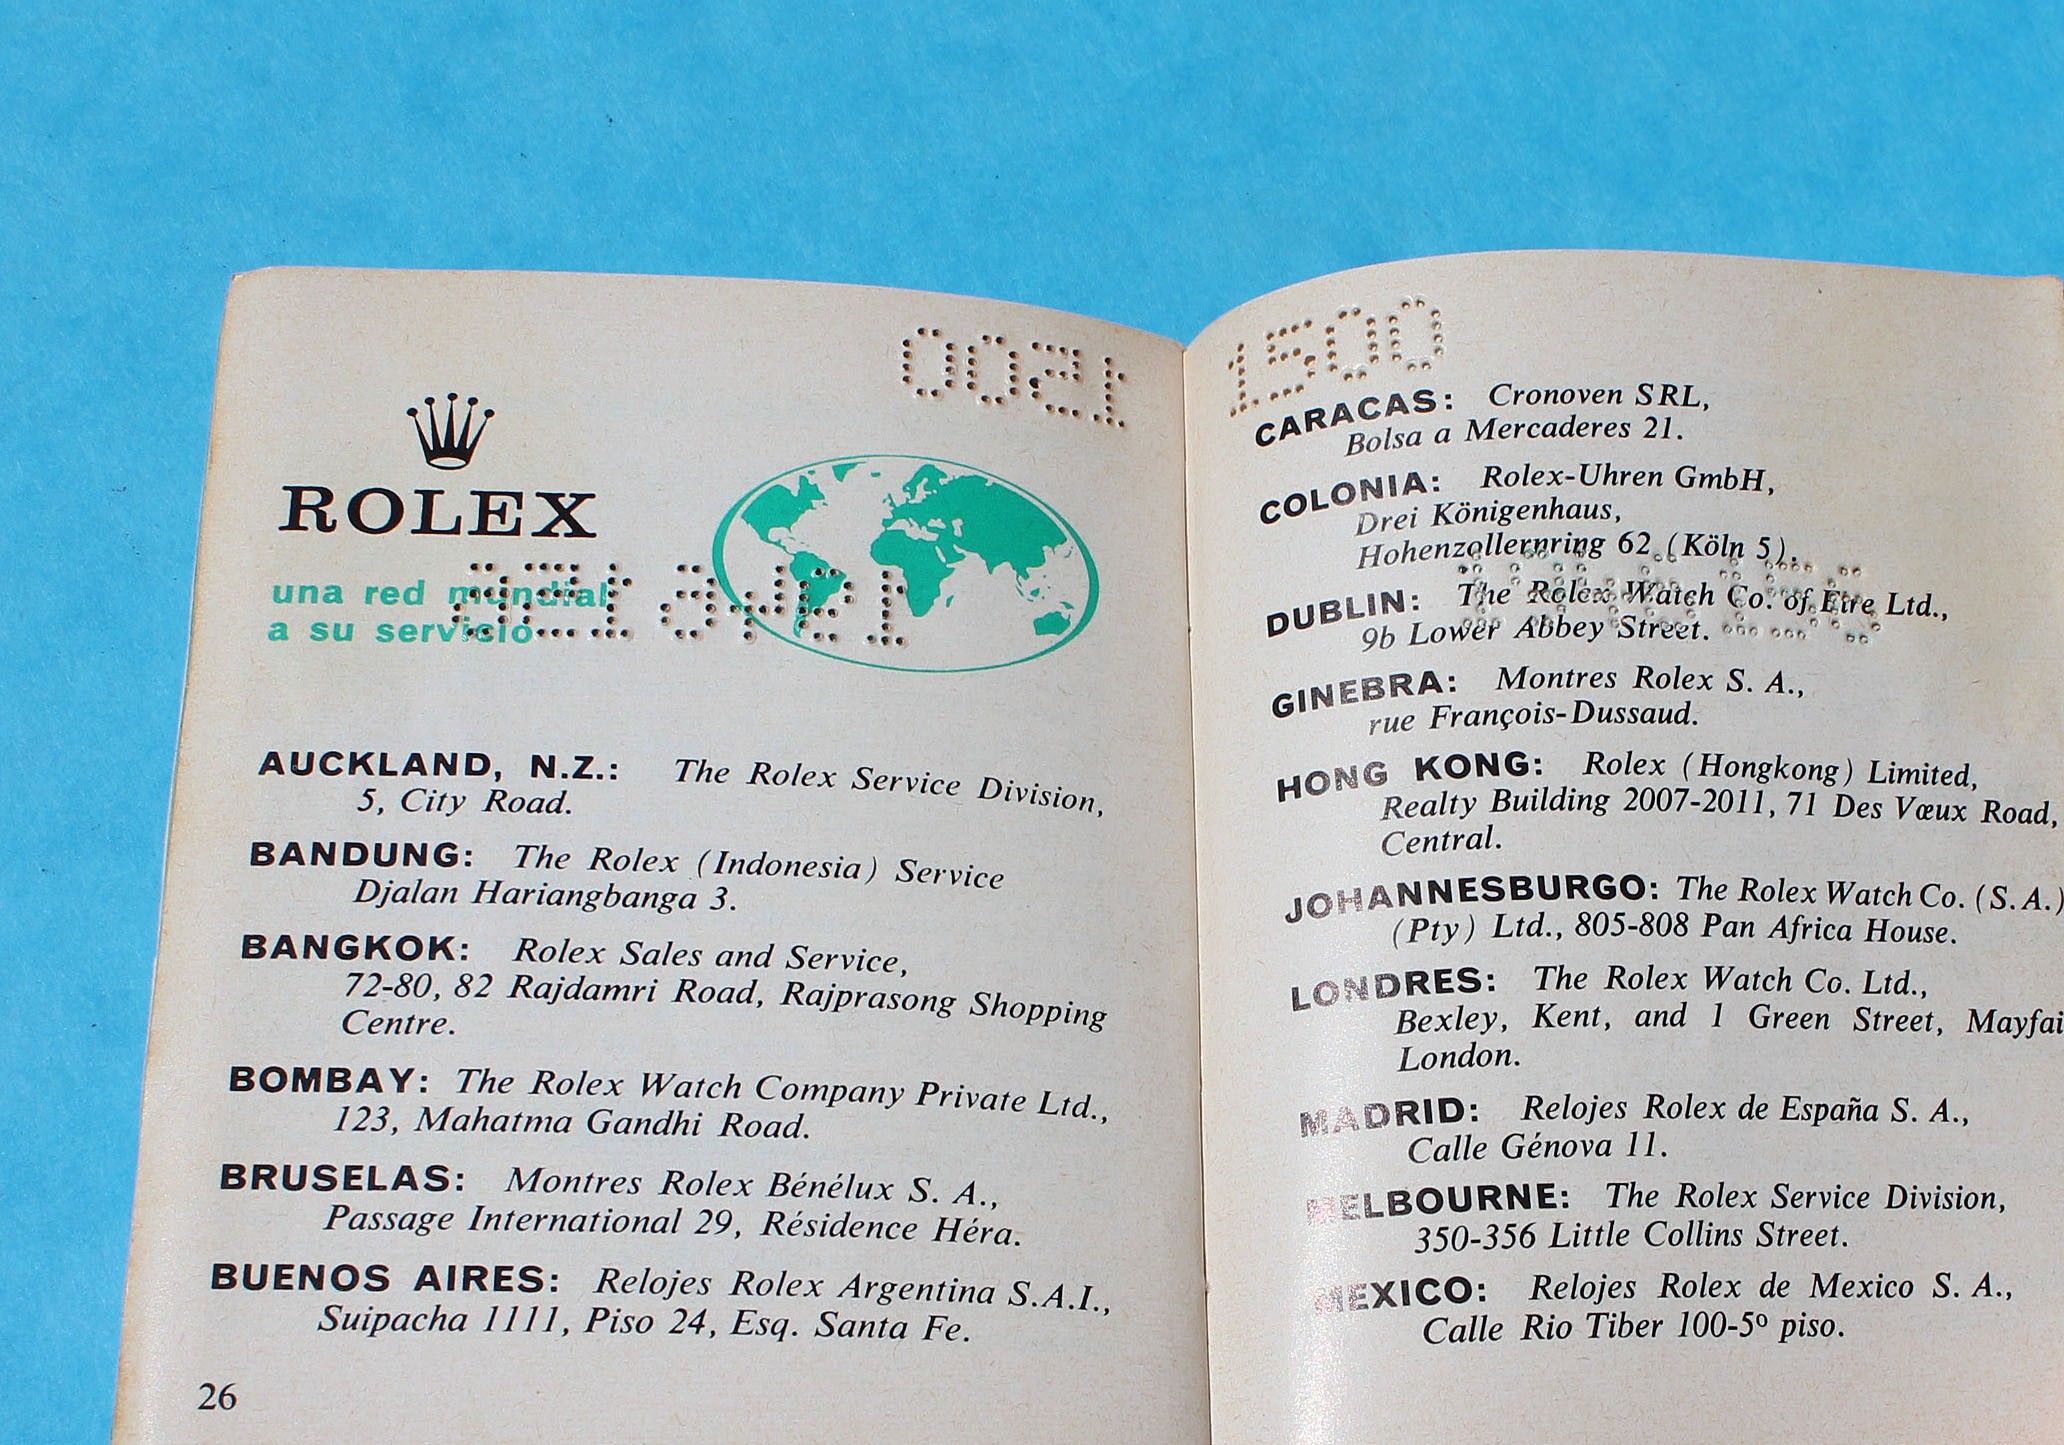 0021
ROLEX
una red mundial
a su servicio
AUCKLAND, N.Z.: The Rolex Service Division,
5, City Road.
BANDUNG: The Rolex (Indonesia) Service
Djalan Hariangbanga 3.
BANGKOK: Rolex Sales and Service,
72-80, 82 Rajdamri Road, Rajprasong Shopping
Centre.
BOMBAY: The Rolex Watch Company Private Ltd.,
123, Mahatma Gandhi Road.
BRUSELAS: Montres Rolex Bénélux S. A.,
Passage International 29, Résidence Héra.
BUENOS AIRES: Relojes Rolex Argentina S.A.I.,
Suipacha 1111, Piso 24, Esq. Santa Fe.
26
1500
CARACAS: Cronoven SRL,
Bolsa a Mercaderes 21.
COLONIA: Rolex-Uhren GmbH,
Drei Königenhaus,
Hohenzollernring 62 (Köln 5).
DUBLIN: The Rolex Watch Co. of Eire Ltd.,
9b Lower Abbey Street.
GINEBRA: Montres Rolex S. A.,
rue François-Dussaud.
HONG KONG: Rolex (Hongkong) Limited,
Realty Building 2007-2011, 71 Des Vœux Road,
Central.
JOHANNESBURGO: The Rolex Watch Co. (S.A.)
(Pty) Ltd., 805-808 Pan Africa House.
LONDRES: The Rolex Watch Co. Ltd.,
Bexley, Kent, and 1 Green Street, Mayfai
London.
MADRID: Relojes Rolex de España S. A.,
Calle Génova 11.
MELBOURNE: The Rolex Service Division,
350-356 Little Collins Street.
MEXICO: Relojes Rolex de Mexico S. A.,
Calle Rio Tiber 100-5º piso.